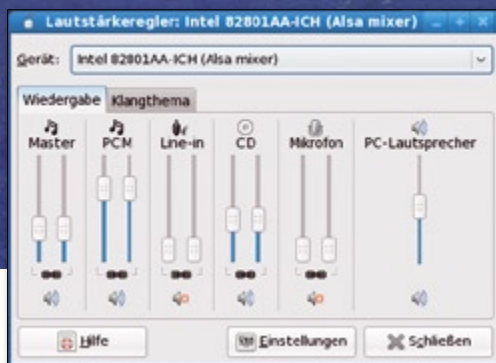 Lautstärkeregler: Intel 82801AA-ICH (Alsa mixer)
Gerät: Intel 82801AA-ICH (Alsa mixer)
Wiedergabe Klangthema
Master PCM Line-in CD Mikrofon PC-Lautsprecher
Hilfe Einstellungen Schließen